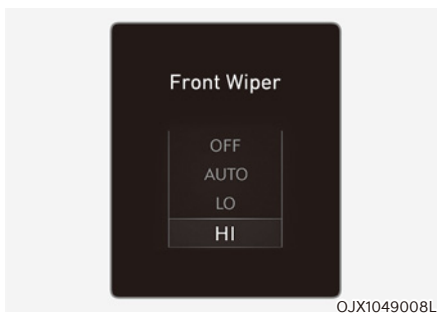 Front Wiper
OFF
AUTO
LO
HI
OJX1049008L